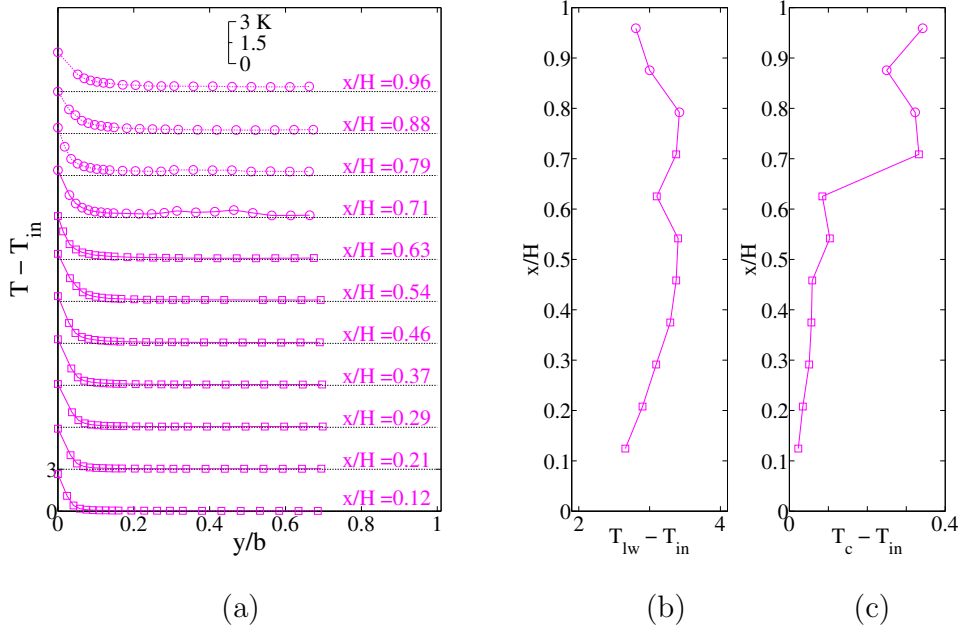 3 K
1.5
0
x/H =0.96
x/H =0.88
x/H =0.79
x/H =0.71
x/H =0.63
x/H =0.54
x/H =0.46
x/H =0.37
x/H =0.29
x/H =0.21
x/H =0.12
T − T_in
3
0
0 0.2 0.4 0.6 0.8 1
y/b
(a)
1
0.9
0.8
0.7
0.6
0.5
0.4
0.3
0.2
0.1
0
x/H
2 4
T_lw − T_in
(b)
1
0.9
0.8
0.7
0.6
0.5
0.4
0.3
0.2
0.1
0
x/H
0 0.4
T_c − T_in
(c)